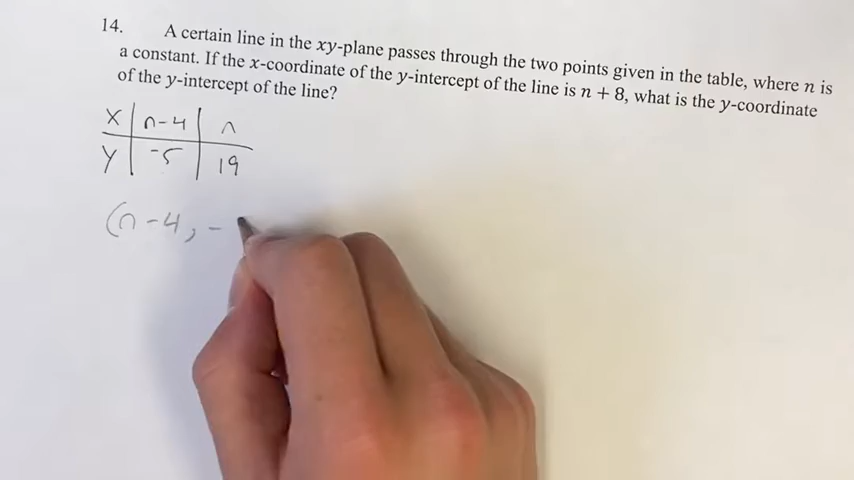 14. A certain line in the xy-plane passes through the two points given in the table, where n is
a constant. If the x-coordinate of the y-intercept of the line is n + 8, what is the y-coordinate
of the y-intercept of the line?
X | n-4 | n
Y | -5 | 19
(n-4, -